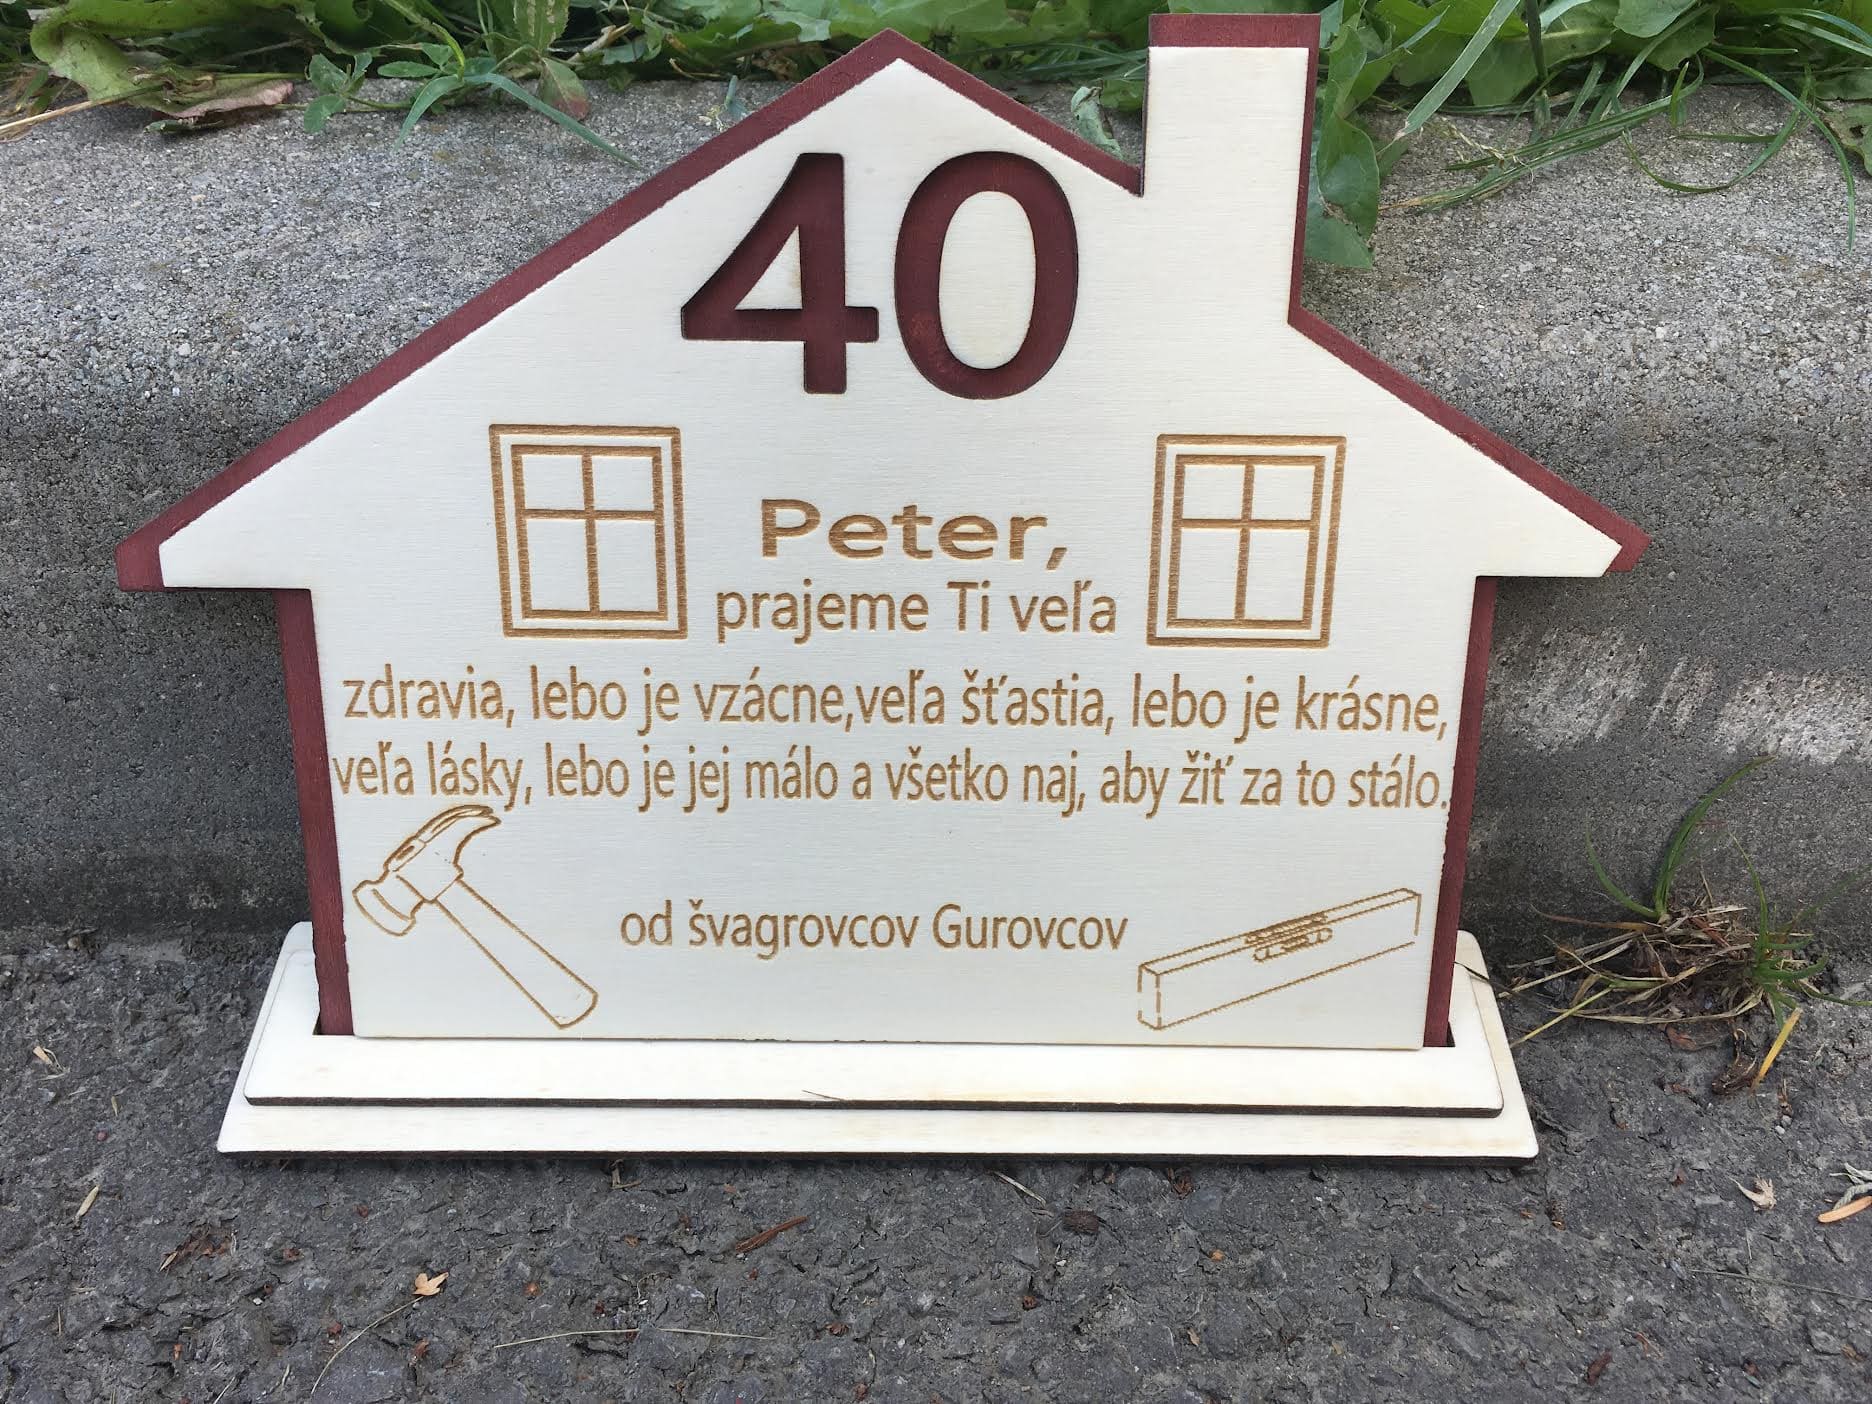 40
Peter,
prajeme Ti veľa
zdravia, lebo je vzácne,veľa šťastia, lebo je krásne,
veľa lásky, lebo je jej málo a všetko naj, aby žiť za to stálo.
od švagrovcov Gurovcov